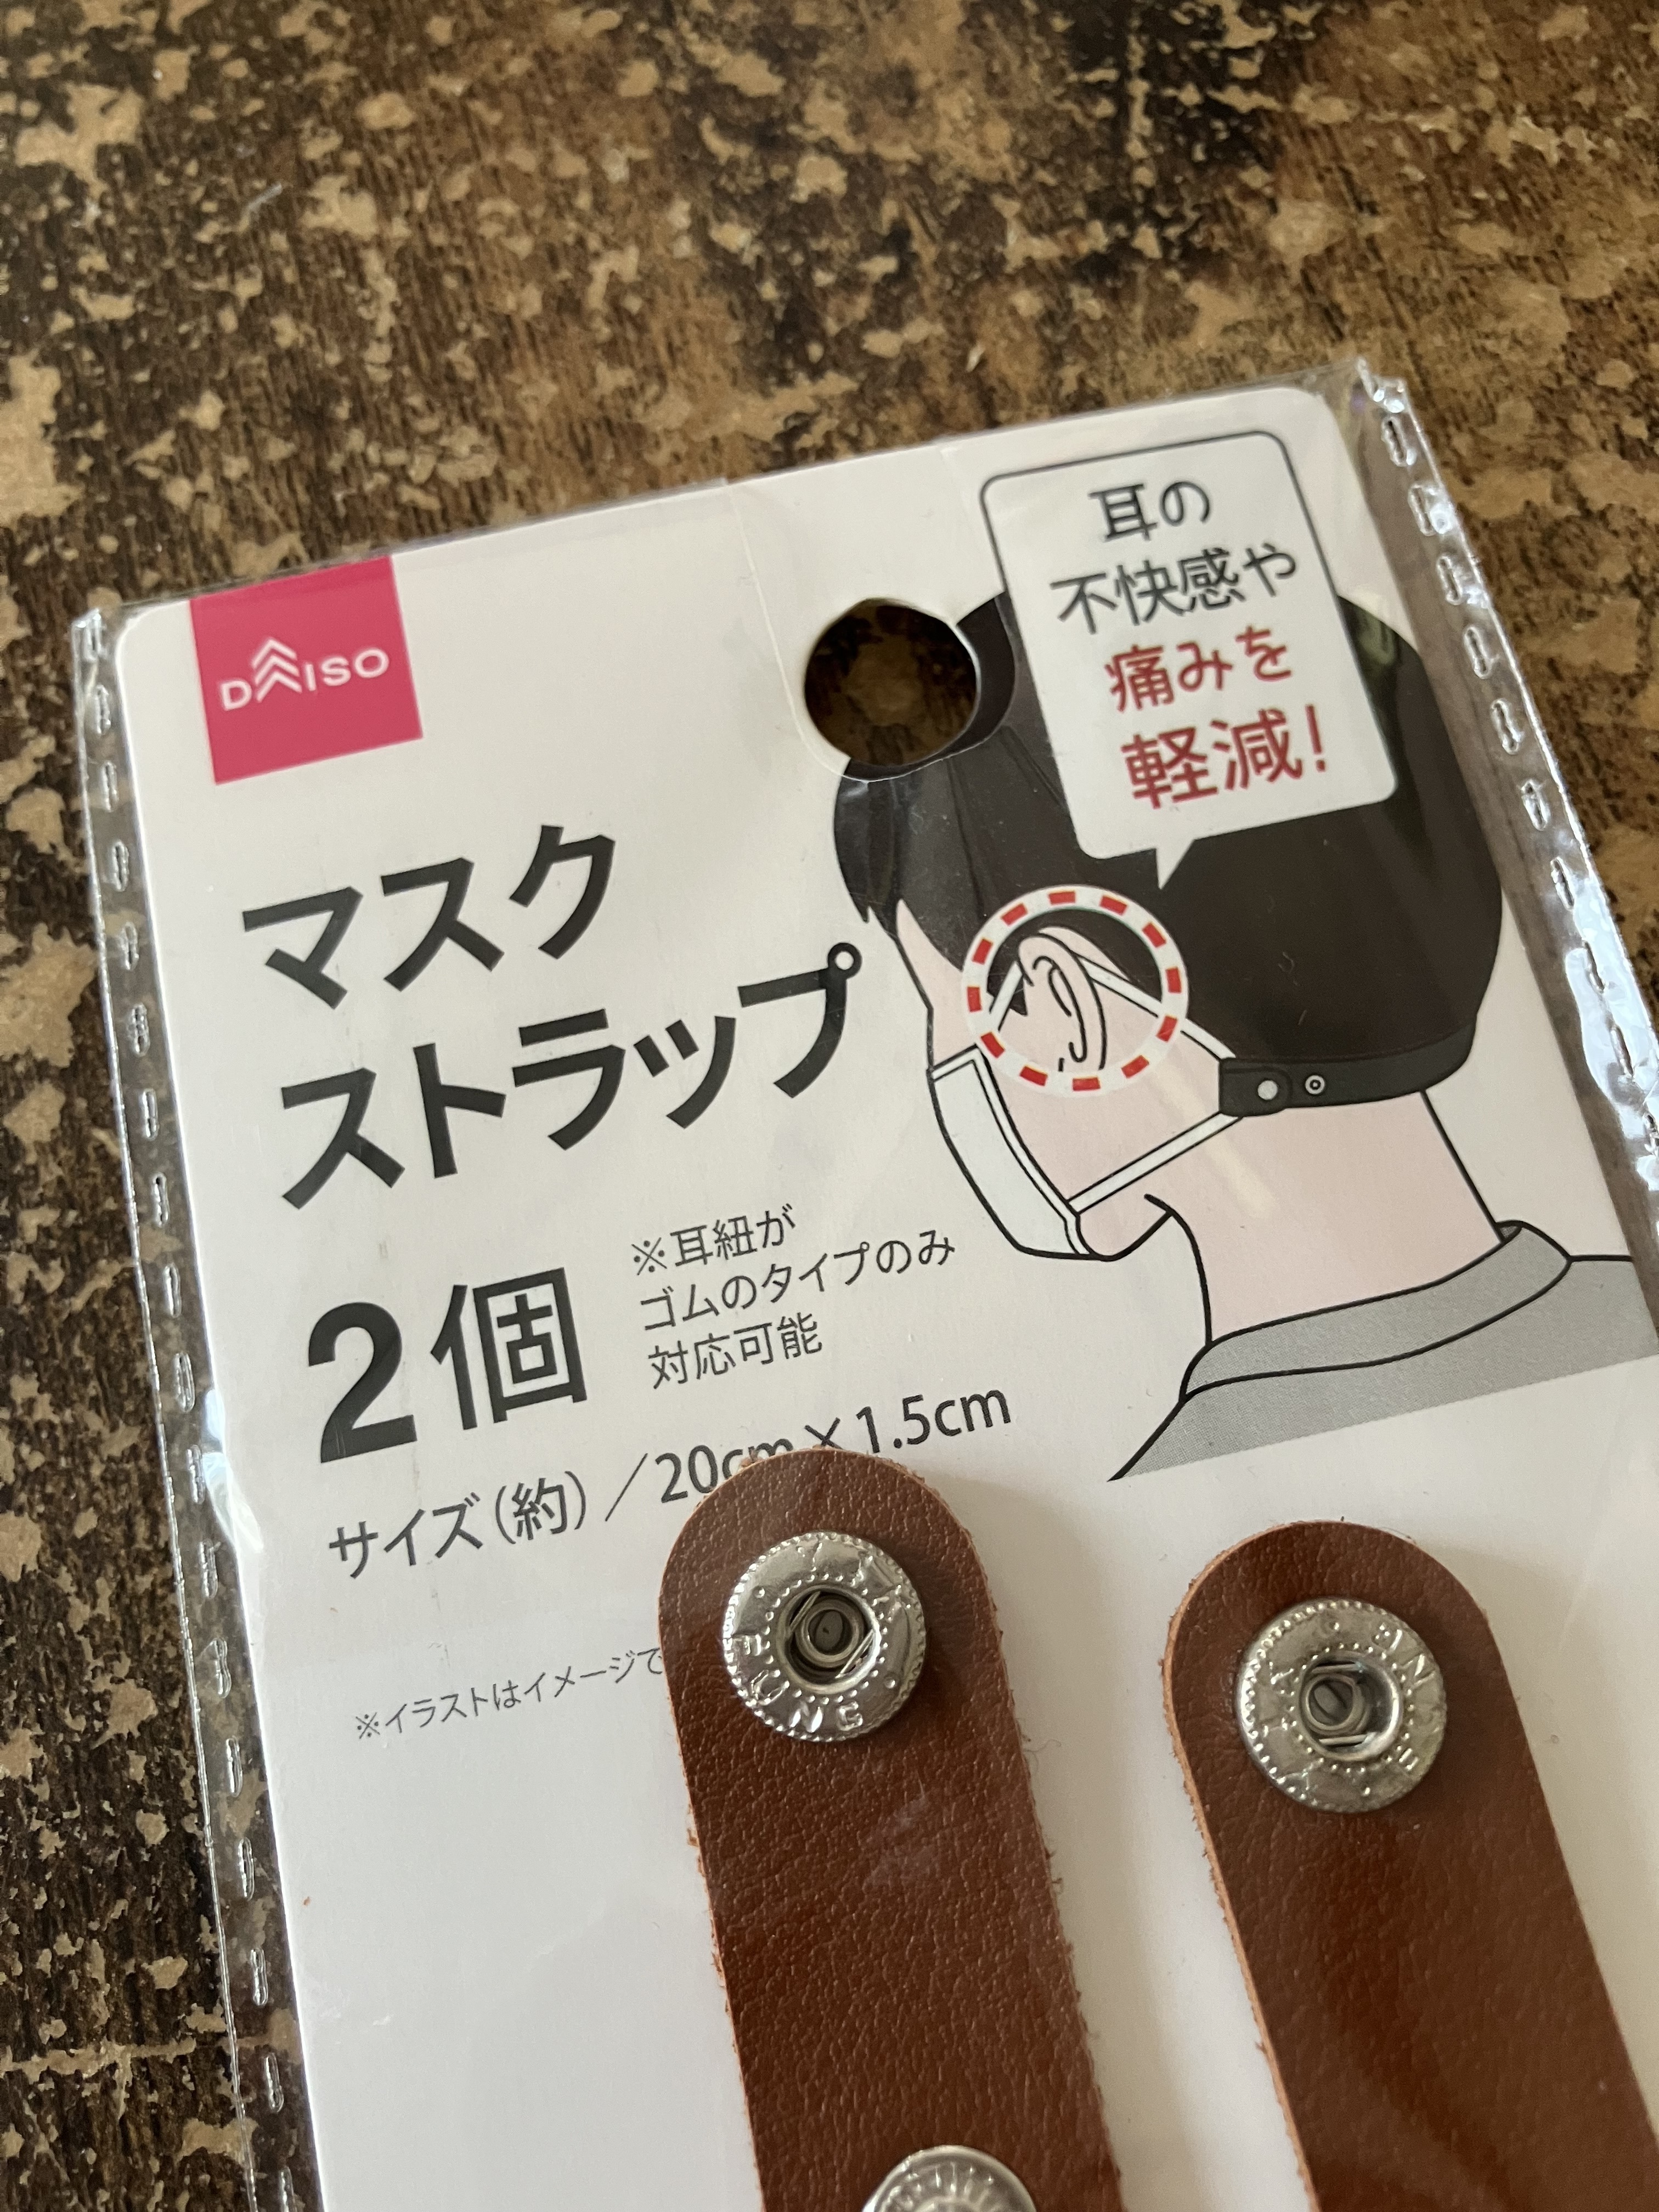 DAISO
耳の
不快感や
痛みを
軽減!
マスク
ストラップ
2個
※耳紐が
ゴムのタイプのみ
対応可能
サイズ(約)/20cm×1.5cm
※イラストはイメージで